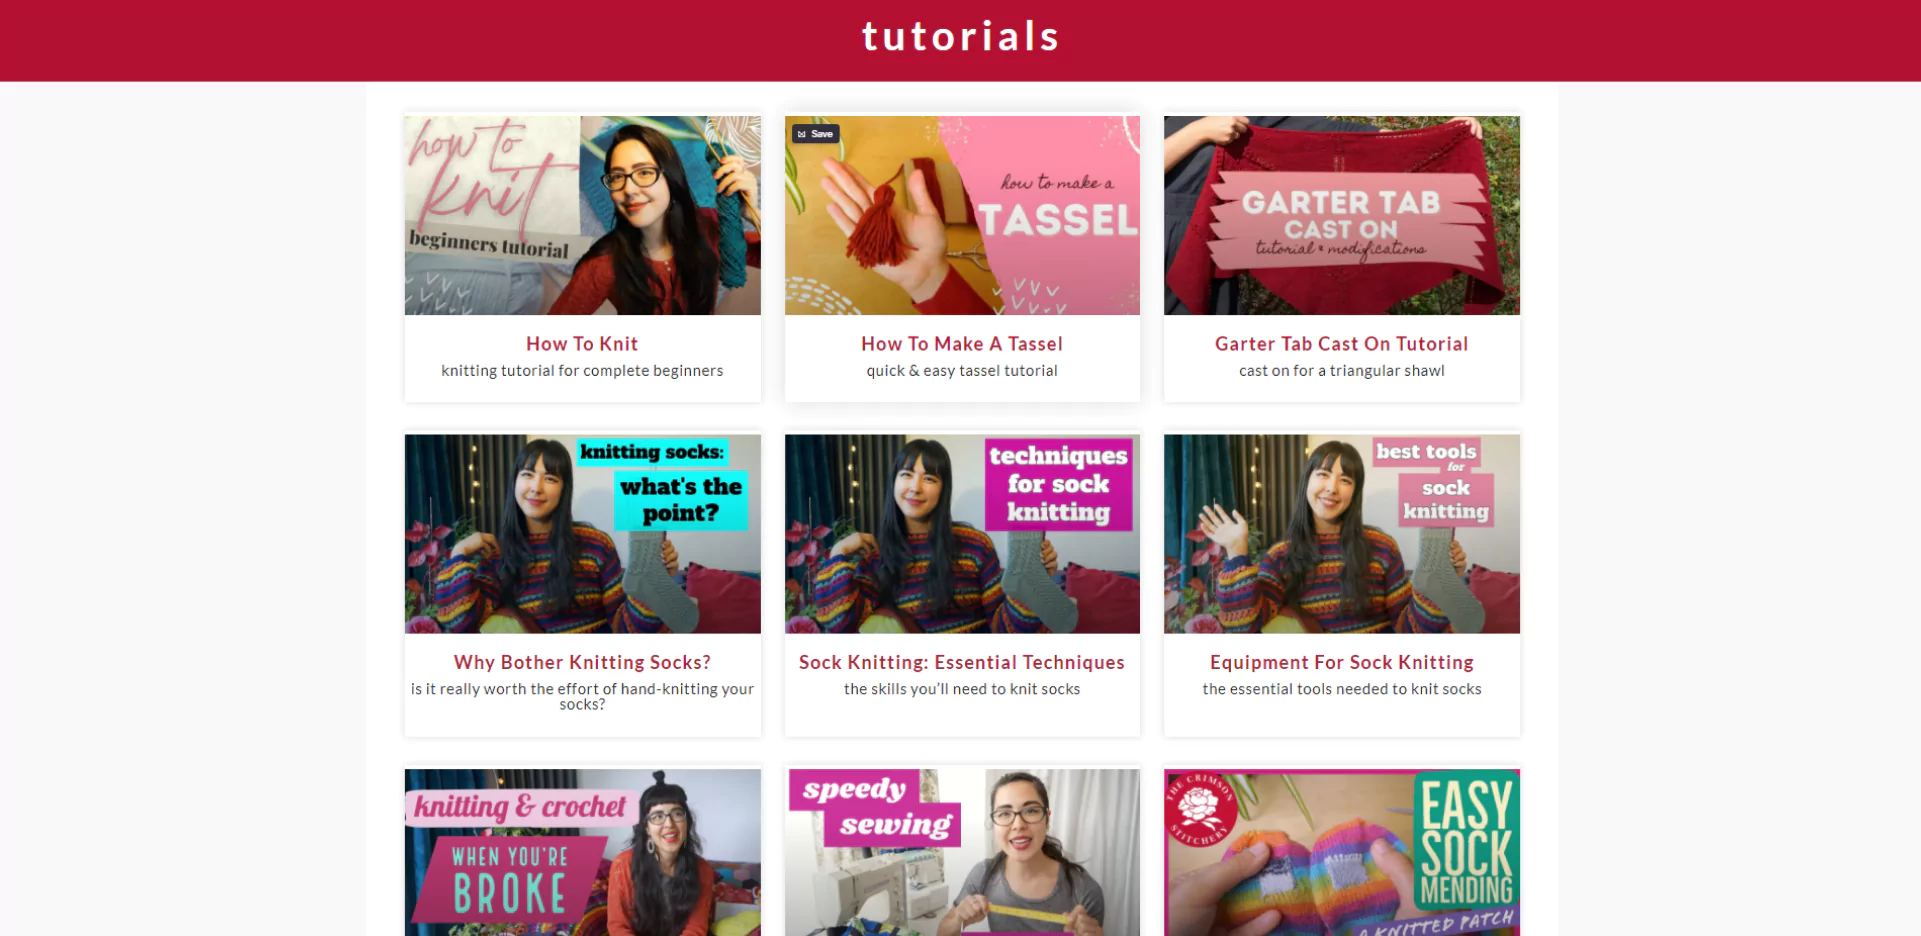 tutorials
how to
knit
beginners tutorial
Save
how to make a
TASSEL
GARTER TAB
CAST ON
tutorial & modifications
How To Knit
knitting tutorial for complete beginners
How To Make A Tassel
quick & easy tassel tutorial
Garter Tab Cast On Tutorial
cast on for a triangular shawl
knitting socks:
what's the
point?
techniques
for sock
knitting
best tools
for
sock
knitting
Why Bother Knitting Socks?
is it really worth the effort of hand-knitting your
socks?
Sock Knitting: Essential Techniques
the skills you’ll need to knit socks
Equipment For Sock Knitting
the essential tools needed to knit socks
knitting & crochet
WHEN YOU'RE
BROKE
speedy
sewing
THE CRIMSON
STITCHERY
EASY
SOCK
MENDING
A KNITTED PATCH